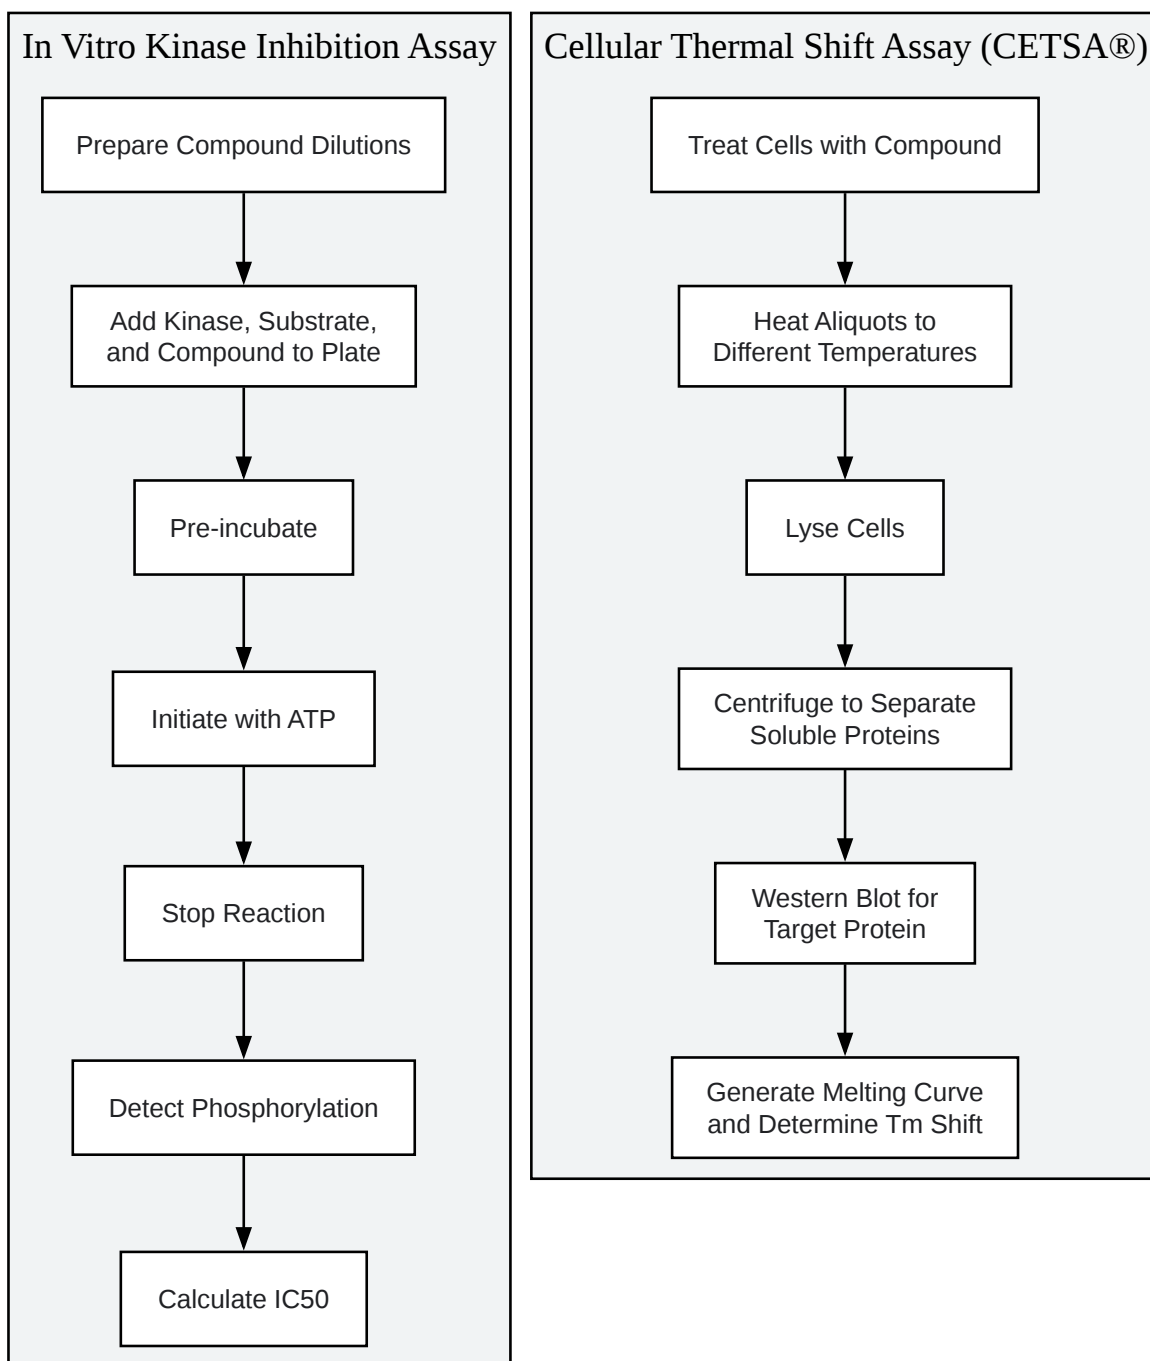 In Vitro Kinase Inhibition Assay
Prepare Compound Dilutions
Add Kinase, Substrate,
and Compound to Plate
Pre-incubate
Initiate with ATP
Stop Reaction
Detect Phosphorylation
Calculate IC50
Cellular Thermal Shift Assay (CETSA®)
Treat Cells with Compound
Heat Aliquots to
Different Temperatures
Lyse Cells
Centrifuge to Separate
Soluble Proteins
Western Blot for
Target Protein
Generate Melting Curve
and Determine Tm Shift